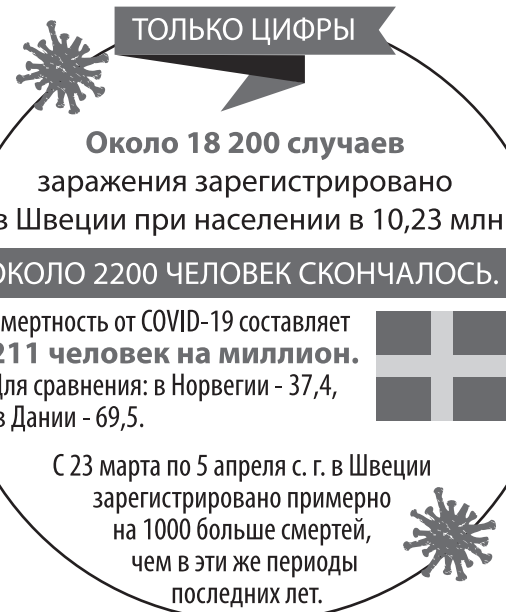 ТОЛЬКО ЦИФРЫ
Около 18 200 случаев
заражения зарегистрировано
в Швеции при населении в 10,23 млн
ОКОЛО 2200 ЧЕЛОВЕК СКОНЧАЛОСЬ.
мертность от COVID-19 составляет
211 человек на миллион.
Для сравнения: в Норвегии - 37,4,
в Дании - 69,5.
С 23 марта по 5 апреля с. г. в Швеции
зарегистрировано примерно
на 1000 больше смертей,
чем в эти же периоды
последних лет.